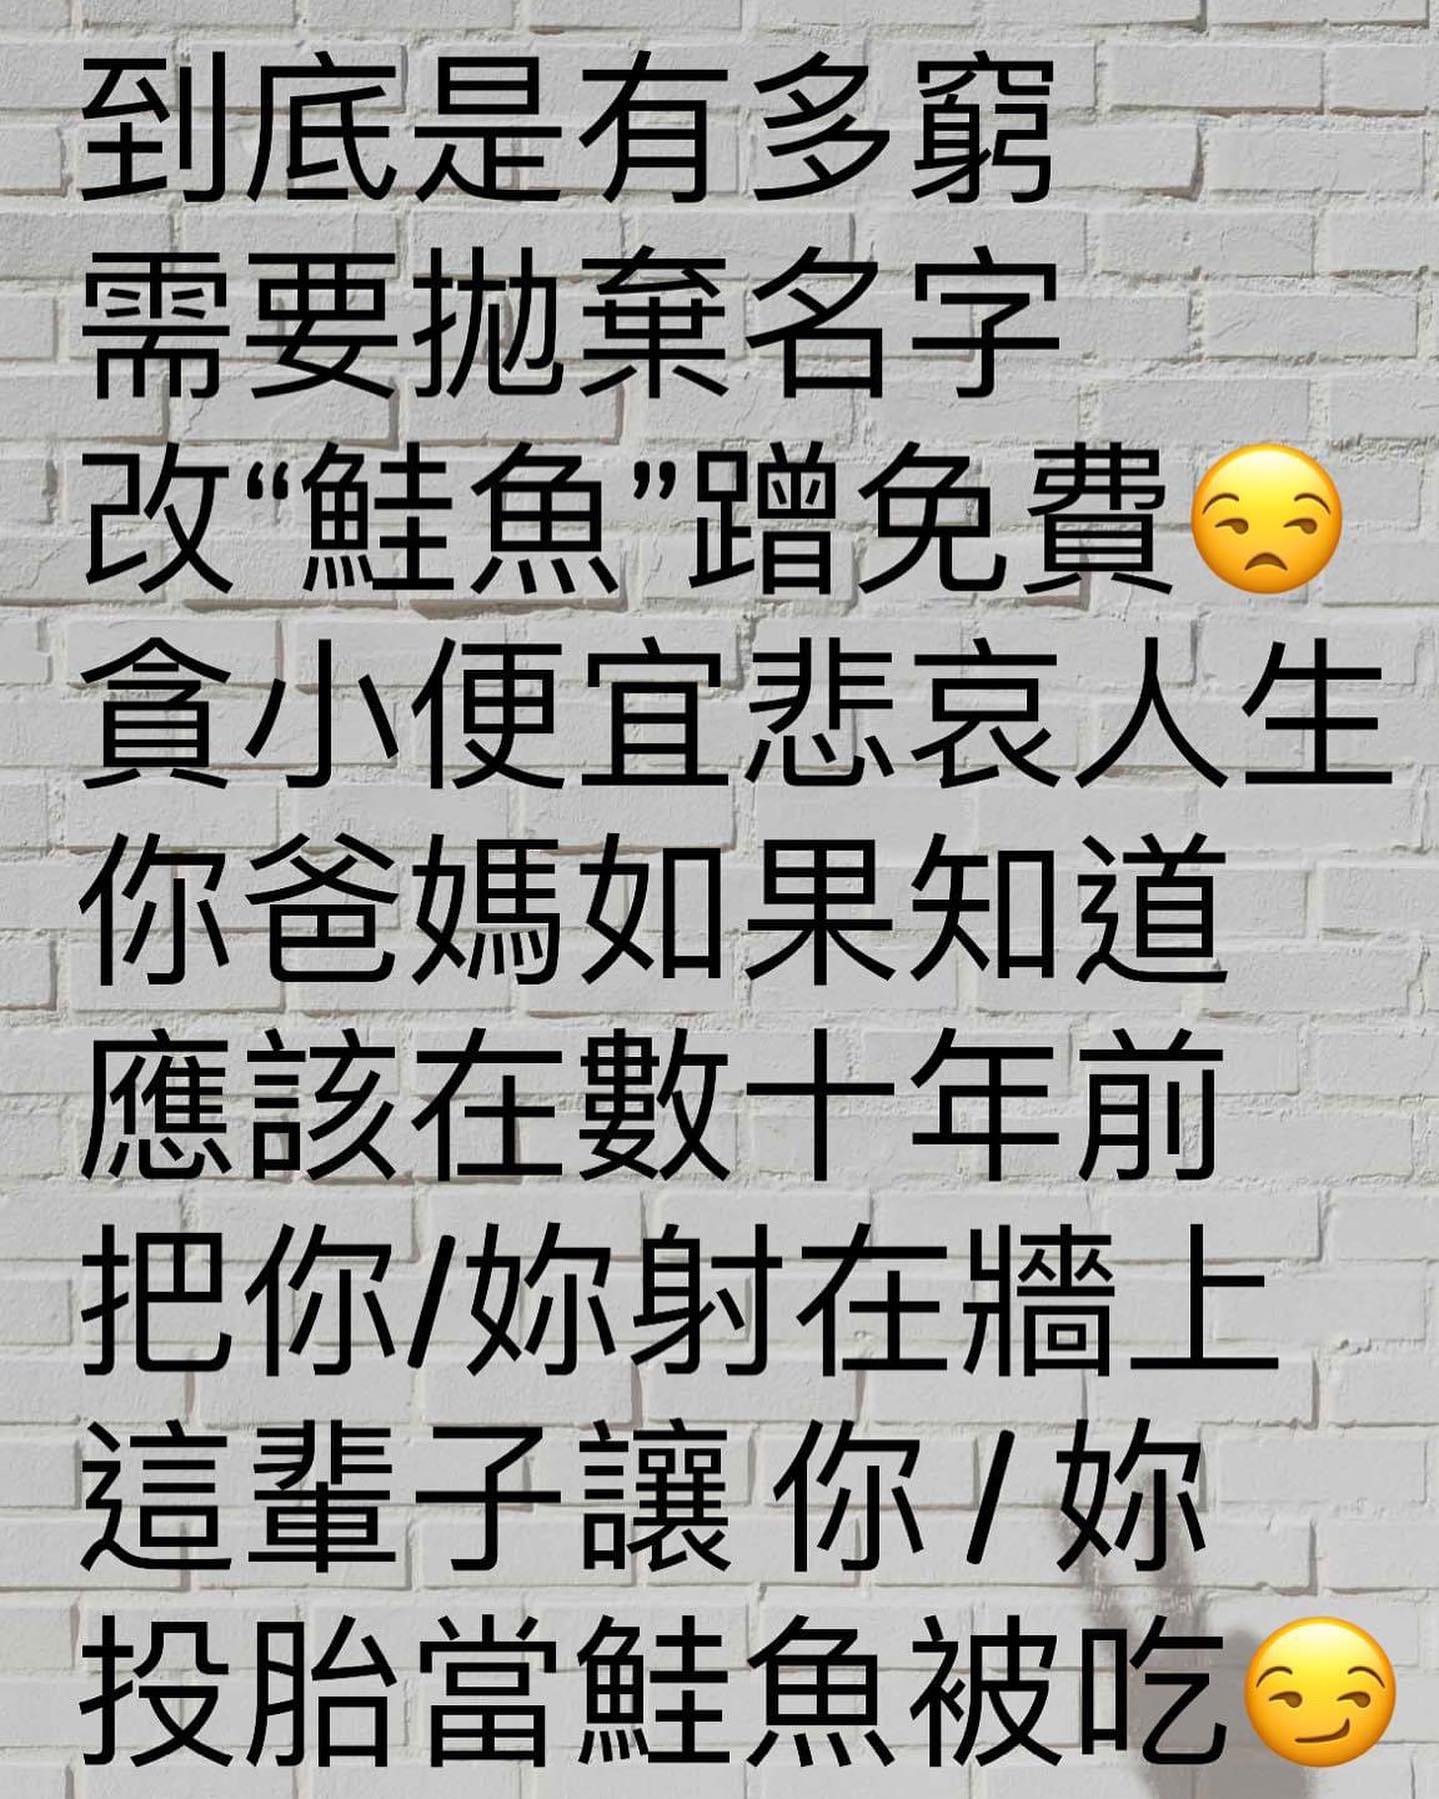 到底是有多窮
需要拋棄名字
改“鮭魚”蹭免費😒
貪小便宜悲哀人生
你爸媽如果知道
應該在數十年前
把你/妳射在牆上
這輩子讓 你 / 妳
投胎當鮭魚被吃😏